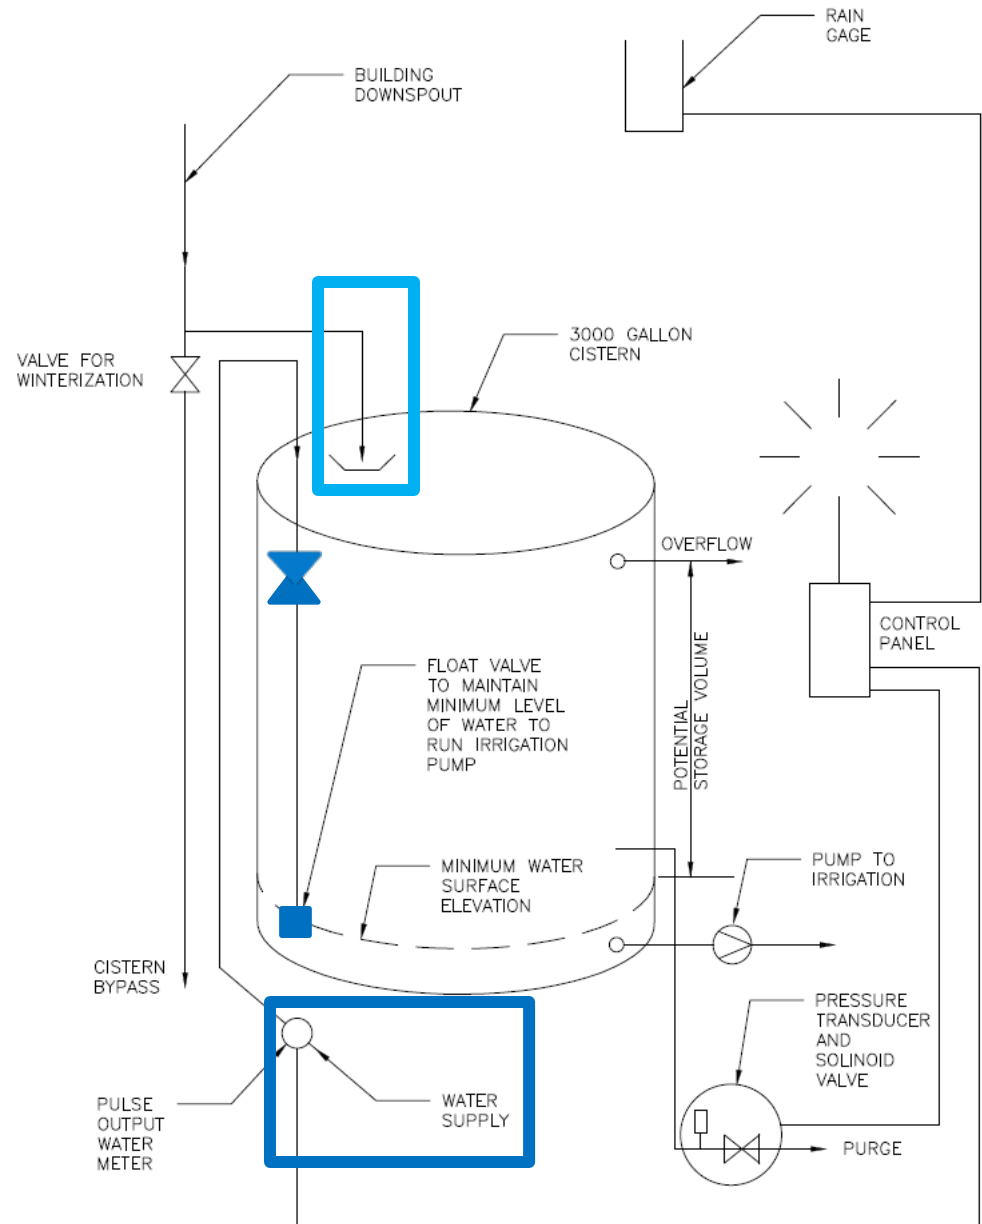 RAIN
GAGE
BUILDING
DOWNSPOUT
3000 GALLON
CISTERN
VALVE FOR
WINTERIZATION
OVERFLOW
CONTROL
PANEL
POTENTIAL
STORAGE VOLUME
FLOAT VALVE
TO MAINTAIN
MINIMUM LEVEL
OF WATER TO
RUN IRRIGATION
PUMP
MINIMUM WATER
SURFACE
ELEVATION
PUMP TO
IRRIGATION
CISTERN
BYPASS
PRESSURE
TRANSDUCER
AND
SOLINOID
VALVE
PULSE
OUTPUT
WATER
METER
WATER
SUPPLY
PURGE